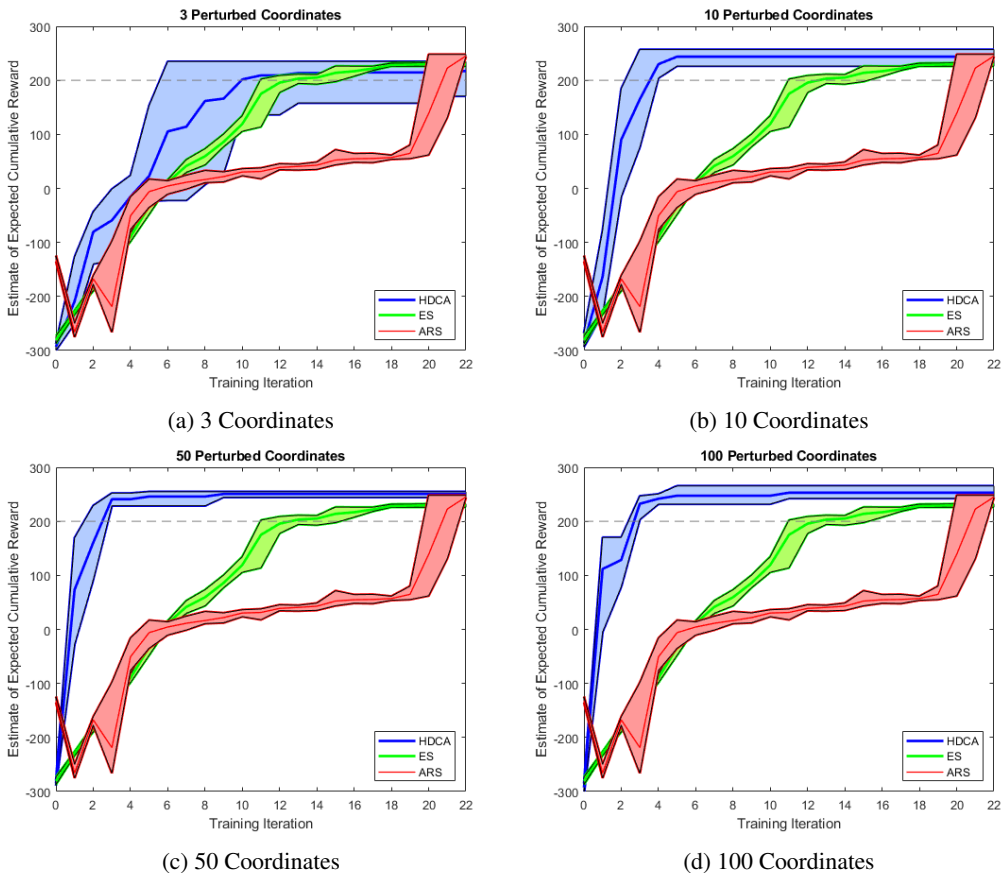 3 Perturbed Coordinates
Estimate of Expected Cumulative Reward
300
200
100
0
-100
-200
-300
0 2 4 6 8 10 12 14 16 18 20 22
Training Iteration
HDCA
ES
ARS
(a) 3 Coordinates
10 Perturbed Coordinates
Estimate of Expected Cumulative Reward
300
200
100
0
-100
-200
-300
0 2 4 6 8 10 12 14 16 18 20 22
Training Iteration
HDCA
ES
ARS
(b) 10 Coordinates
50 Perturbed Coordinates
Estimate of Expected Cumulative Reward
300
200
100
0
-100
-200
-300
0 2 4 6 8 10 12 14 16 18 20 22
Training Iteration
HDCA
ES
ARS
(c) 50 Coordinates
100 Perturbed Coordinates
Estimate of Expected Cumulative Reward
300
200
100
0
-100
-200
-300
0 2 4 6 8 10 12 14 16 18 20 22
Training Iteration
HDCA
ES
ARS
(d) 100 Coordinates